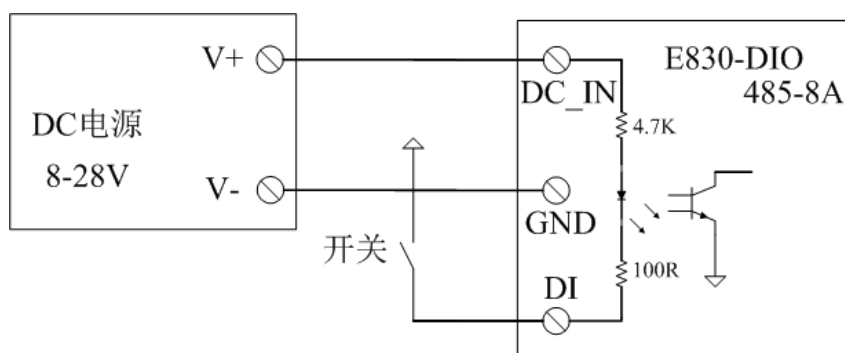 DC电源
8-28V
V+
V-
开关
E830-DIO
485-8A
DC_IN
4.7K
GND
100R
DI